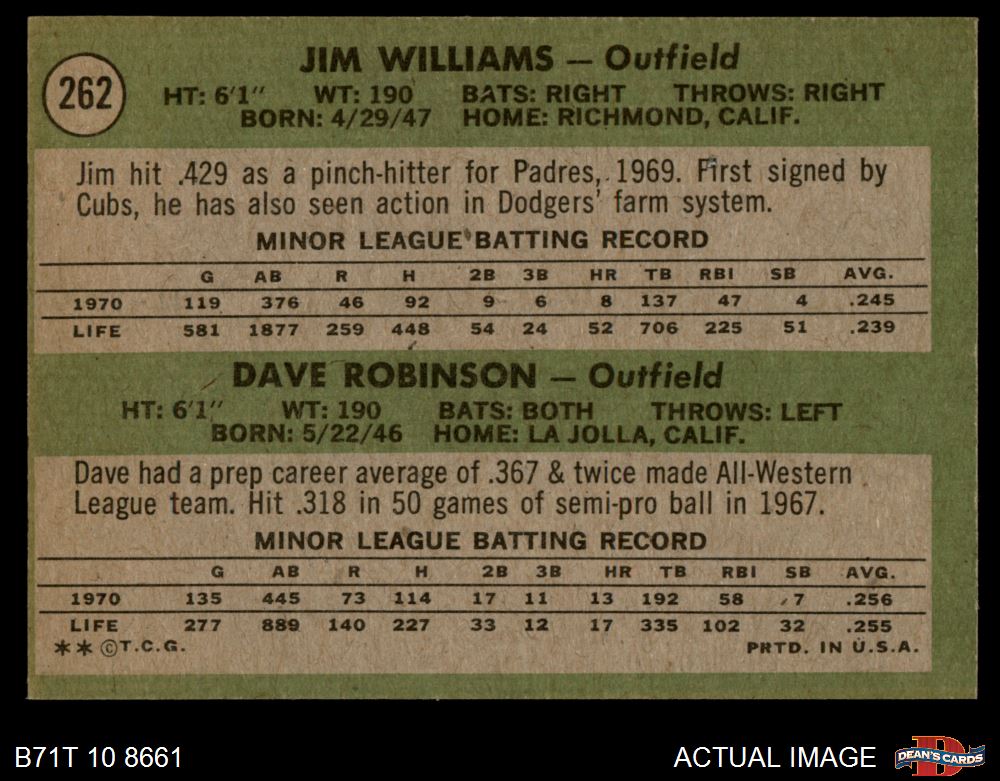 262
JIM WILLIAMS — Outfield
HT: 6'1" WT: 190 BATS: RIGHT THROWS: RIGHT
BORN: 4/29/47 HOME: RICHMOND, CALIF.
Jim hit .429 as a pinch-hitter for Padres, 1969. First signed by
Cubs, he has also seen action in Dodgers' farm system.
MINOR LEAGUE BATTING RECORD
G AB R H 2B 3B HR TB RBI SB AVG.
1970 119 376 46 92 9 6 8 137 47 4 .245
LIFE 581 1877 259 448 54 24 52 706 225 51 .239
DAVE ROBINSON — Outfield
HT: 6'1" WT: 190 BATS: BOTH THROWS: LEFT
BORN: 5/22/46 HOME: LA JOLLA, CALIF.
Dave had a prep career average of .367 & twice made All-Western
League team. Hit .318 in 50 games of semi-pro ball in 1967.
MINOR LEAGUE BATTING RECORD
G AB R H 2B 3B HR TB RBI SB AVG.
1970 135 445 73 114 17 11 13 192 58 7 .256
LIFE 277 889 140 227 33 12 17 335 102 32 .255
** ©T.C.G. PRTD. IN U.S.A.
B71T 10 8661 ACTUAL IMAGE D DEAN'S CARDS